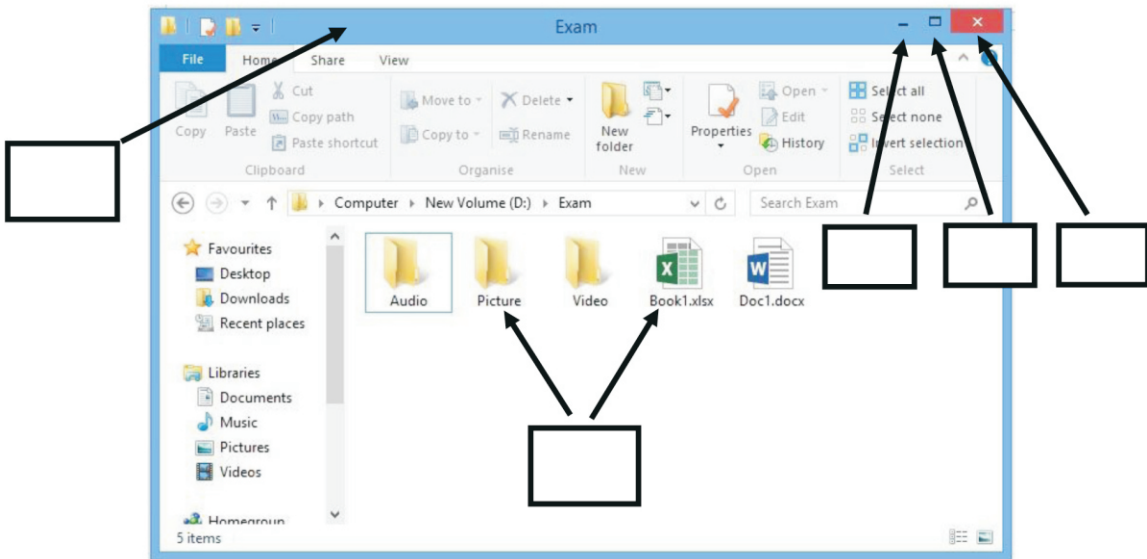 Exam
File Home Share View
Copy
Paste
Cut
Copy path
Paste shortcut
Clipboard
Move to
Copy to
Delete
Rename
Organise
New folder
New
Properties
Open
Edit
History
Open
Select all
Select none
Invert selection
Select
Computer New Volume (D:) Exam
Search Exam
Favourites
Desktop
Downloads
Recent places
Libraries
Documents
Music
Pictures
Videos
Homegroup
Audio Picture Video Book1.xlsx Doc1.docx
5 items